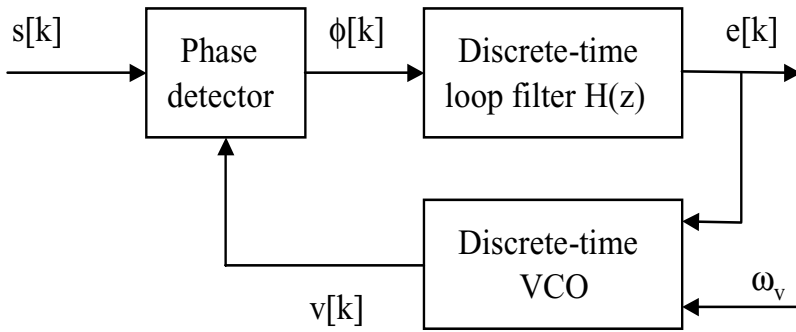 s[k]
Phase
detector
ϕ[k]
Discrete-time
loop filter H(z)
e[k]
Discrete-time
VCO
v[k]
ω_v